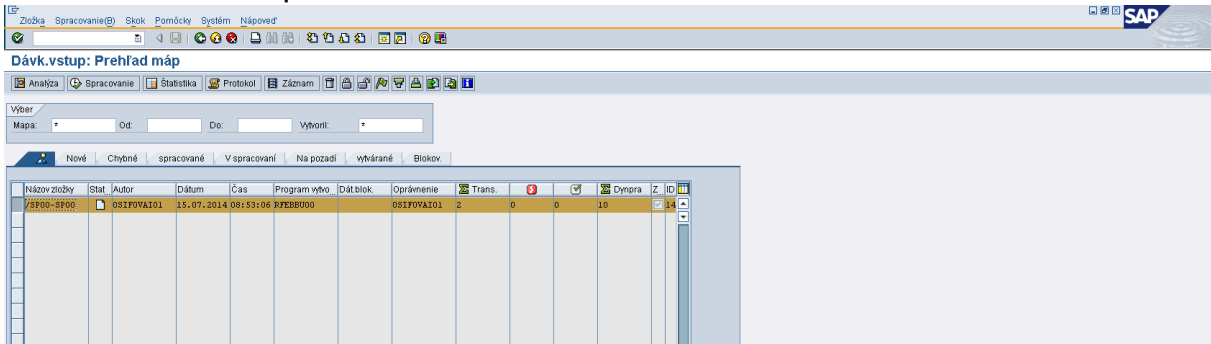 Zložka Spracovanie(B) Skok Pomôcky Systém Nápoveď
SAP
Dávk.vstup: Prehľad máp
Analýza Spracovanie Štatistika Protokol Záznam
Výber
Mapa: * Od: Do: Vytvoril: *
Nové Chybné spracované V spracovaní Na pozadí vytvárané Blokov.
Názov zložky Stat... Autor Dátum Čas Program vytvo... Dát.blok. Oprávnenie Trans. Dynpra Z... ID
/SP00-SP00 OSIFOVAI01 15.07.2014 08:53:06 RFEBBU00 OSIFOVAI01 2 0 0 10 14